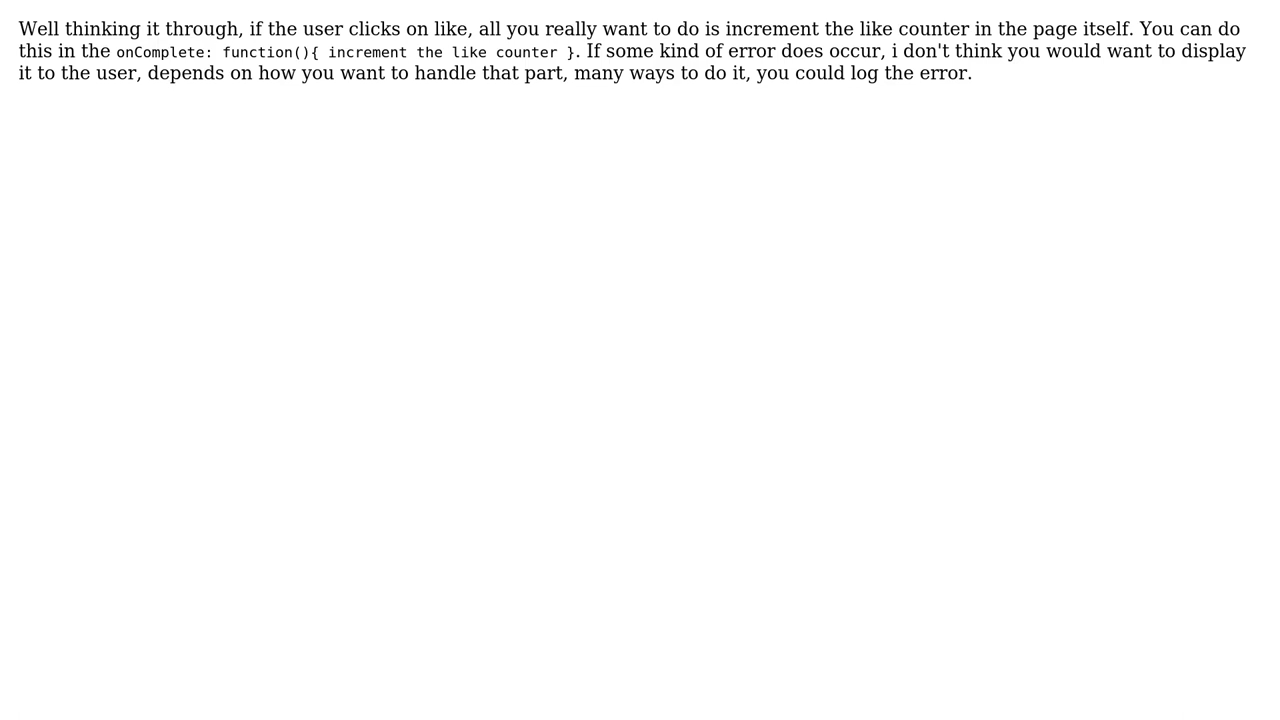 Well thinking it through, if the user clicks on like, all you really want to do is increment the like counter in the page itself. You can do
this in the onComplete: function(){ increment the like counter }. If some kind of error does occur, i don't think you would want to display
it to the user, depends on how you want to handle that part, many ways to do it, you could log the error.